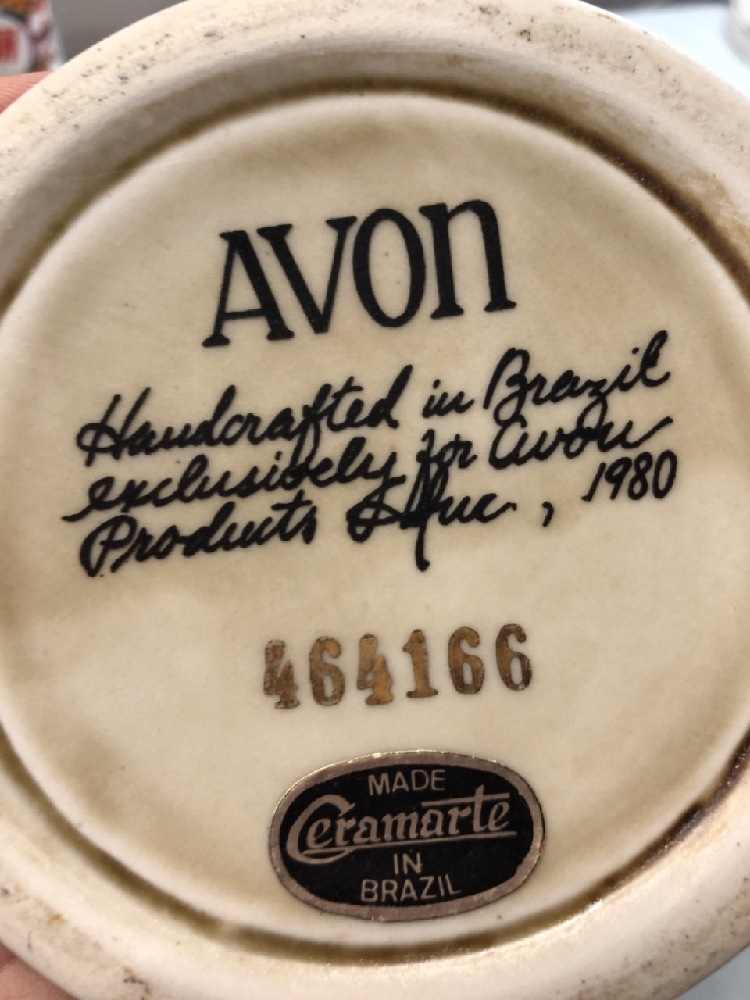 AVON
Handcrafted in Brazil
exclusively for Avon
Products Inc., 1980
464166
MADE
Ceramarte
IN
BRAZIL